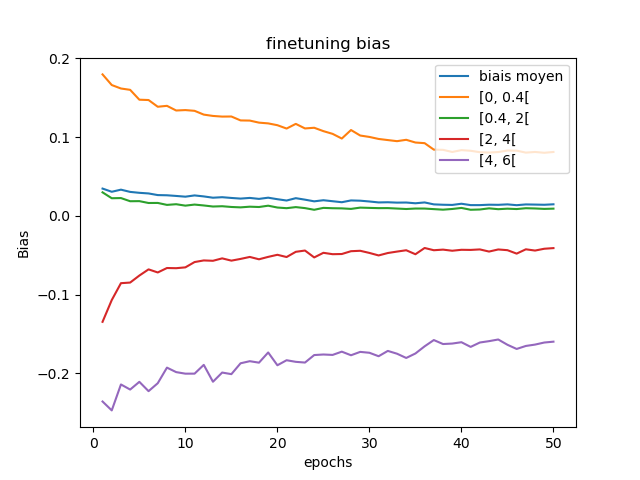 finetuning bias
biais moyen
[0, 0.4[
[0.4, 2[
[2, 4[
[4, 6[
Bias
0.2
0.1
0.0
−0.1
−0.2
0 10 20 30 40 50
epochs